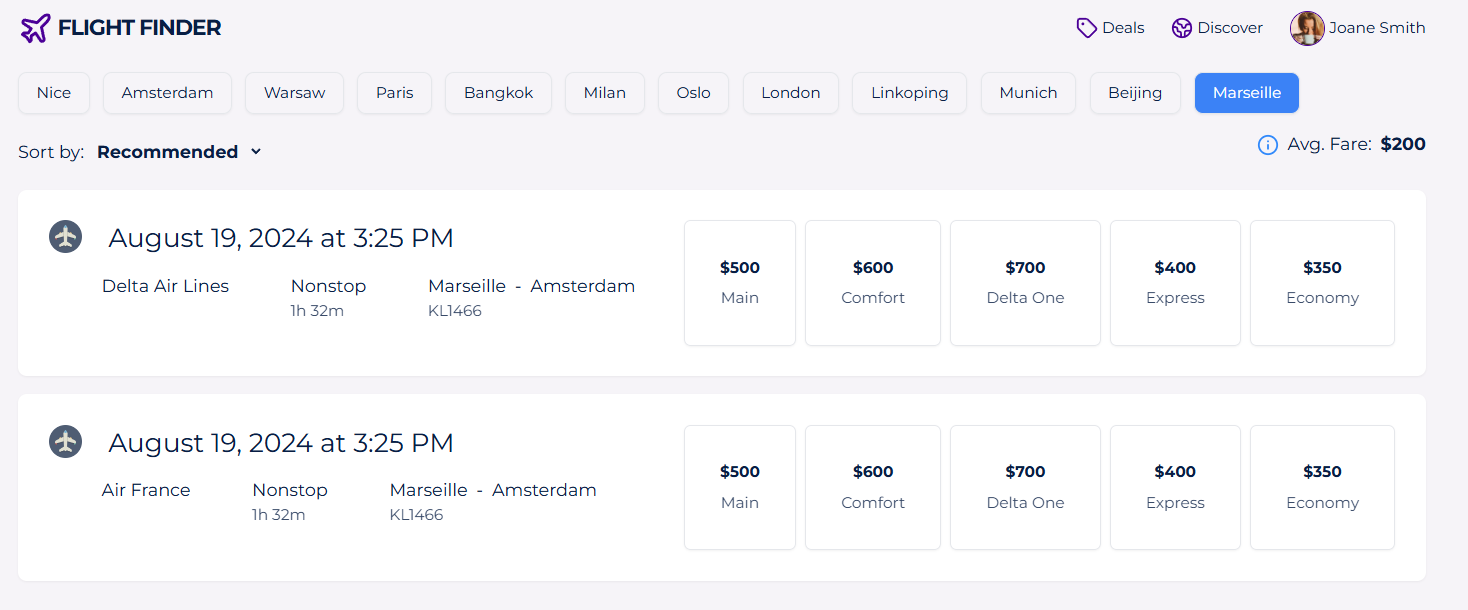 FLIGHT FINDER Deals Discover Joane Smith
Nice Amsterdam Warsaw Paris Bangkok Milan Oslo London Linkoping Munich Beijing Marseille
Sort by: Recommended Avg. Fare: $200
August 19, 2024 at 3:25 PM
Delta Air Lines Nonstop Marseille - Amsterdam
1h 32m KL1466
$500 $600 $700 $400 $350
Main Comfort Delta One Express Economy
August 19, 2024 at 3:25 PM
Air France Nonstop Marseille - Amsterdam
1h 32m KL1466
$500 $600 $700 $400 $350
Main Comfort Delta One Express Economy